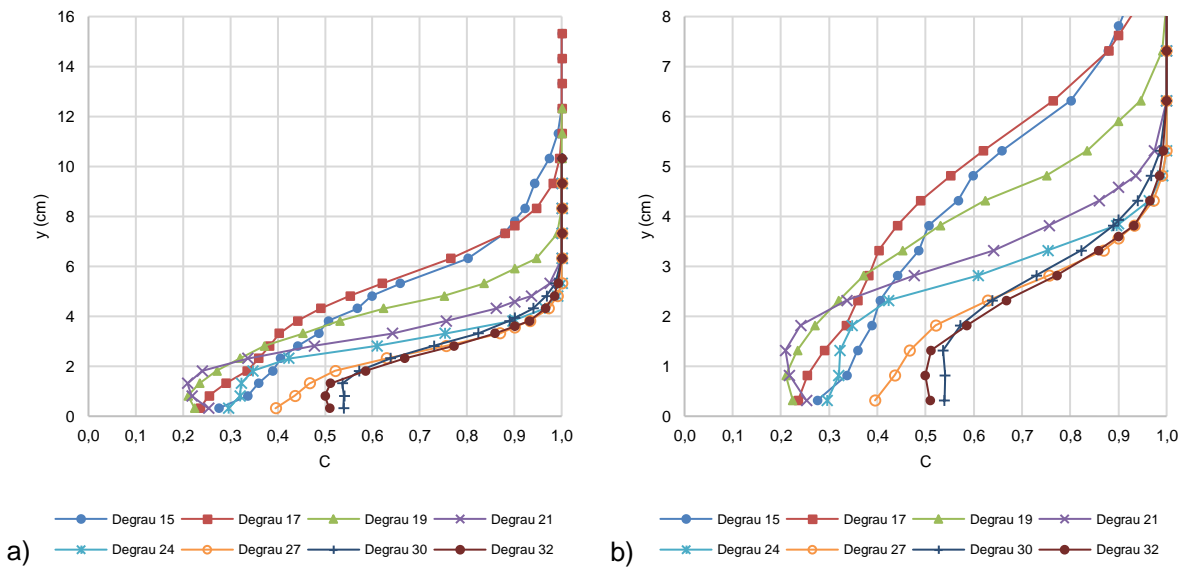 16
14
12
10
8
6
4
2
0
y (cm)
0,0 0,1 0,2 0,3 0,4 0,5 0,6 0,7 0,8 0,9 1,0
C
Degrau 15 Degrau 17 Degrau 19 Degrau 21
Degrau 24 Degrau 27 Degrau 30 Degrau 32
a)
8
7
6
5
4
3
2
1
0
y (cm)
0,0 0,1 0,2 0,3 0,4 0,5 0,6 0,7 0,8 0,9 1,0
C
Degrau 15 Degrau 17 Degrau 19 Degrau 21
Degrau 24 Degrau 27 Degrau 30 Degrau 32
b)